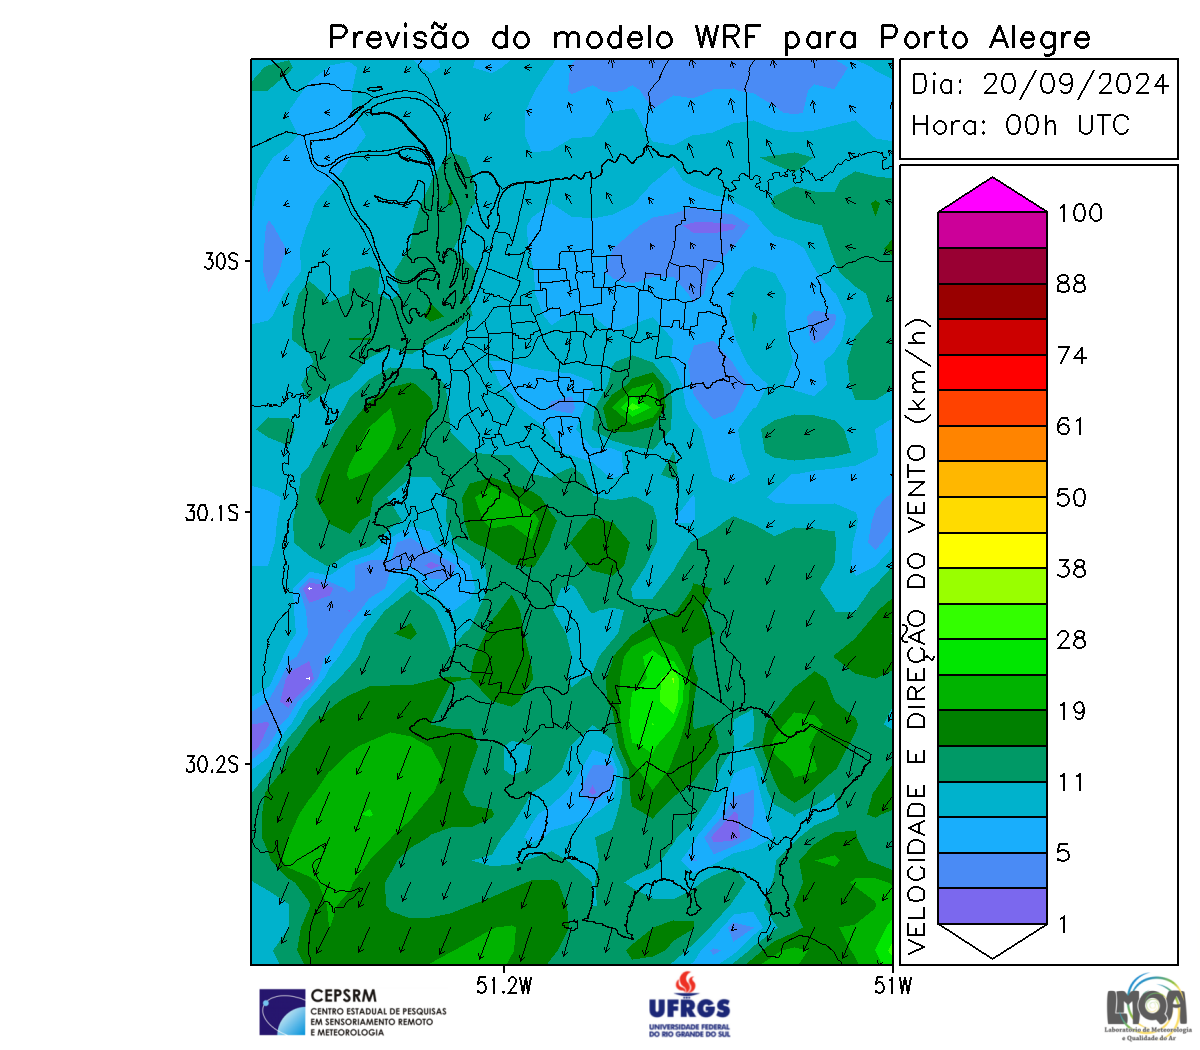 Previsão do modelo WRF para Porto Alegre
Dia: 20/09/2024
Hora: 00h UTC
30S
30.1S
30.2S
51.2W
51W
VELOCIDADE E DIREÇÃO DO VENTO (km/h)
100
88
74
61
50
38
28
19
11
5
1
CEPSRM
CENTRO ESTADUAL DE PESQUISAS
EM SENSORIAMENTO REMOTO
E METEOROLOGIA
UFRGS
UNIVERSIDADE FEDERAL
DO RIO GRANDE DO SUL
LMQA
Laboratório de Meteorologia
e Qualidade do Ar